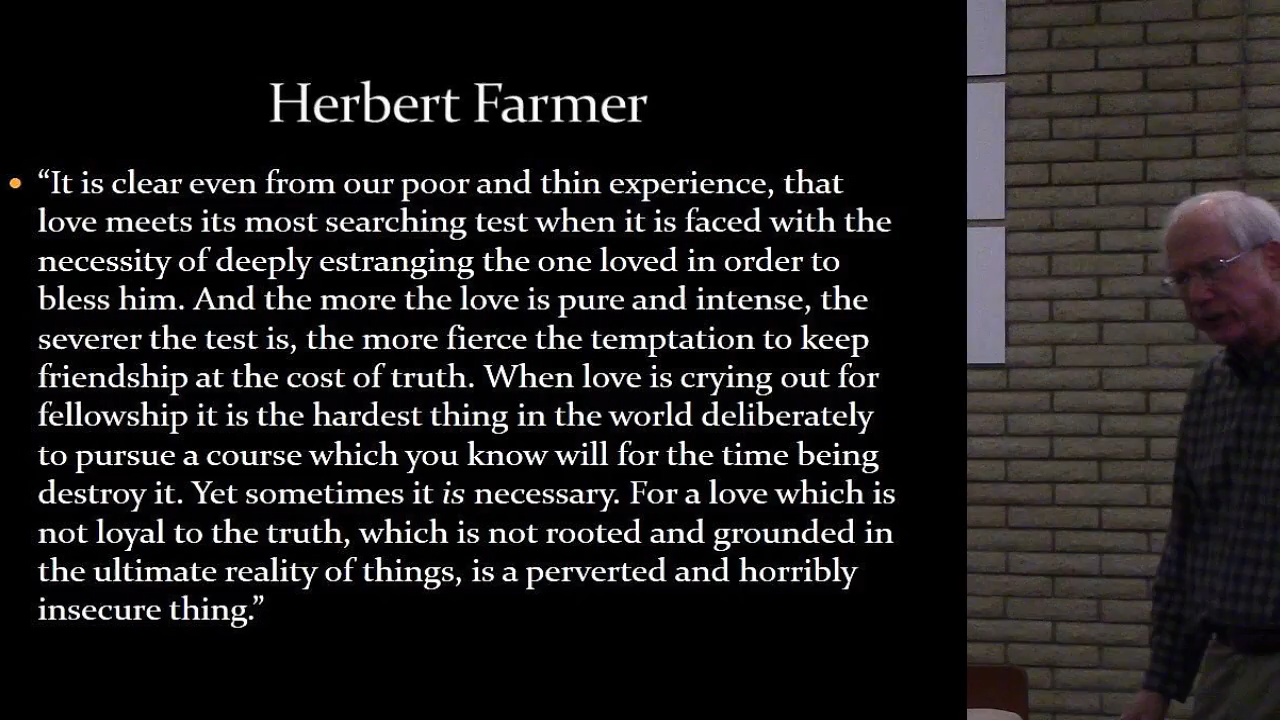 Herbert Farmer
“It is clear even from our poor and thin experience, that
love meets its most searching test when it is faced with the
necessity of deeply estranging the one loved in order to
bless him. And the more the love is pure and intense, the
severer the test is, the more fierce the temptation to keep
friendship at the cost of truth. When love is crying out for
fellowship it is the hardest thing in the world deliberately
to pursue a course which you know will for the time being
destroy it. Yet sometimes it is necessary. For a love which is
not loyal to the truth, which is not rooted and grounded in
the ultimate reality of things, is a perverted and horribly
insecure thing.”